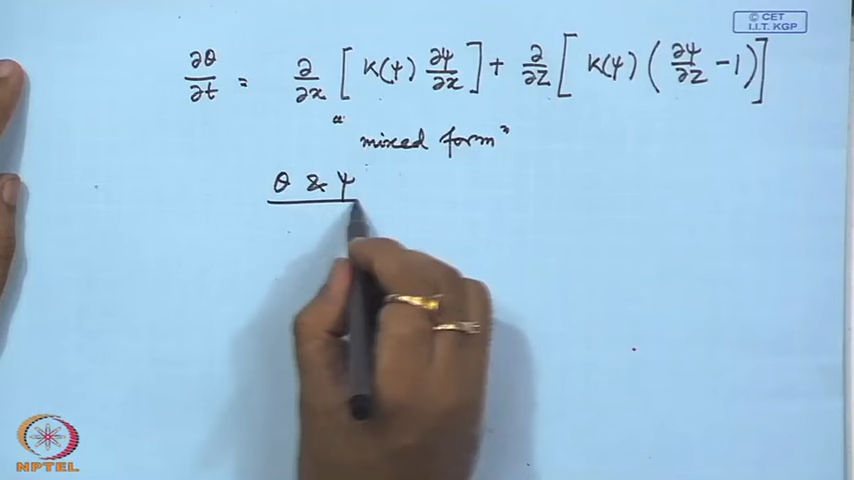 © CET
I.I.T. KGP
∂θ/∂t = ∂/∂x [ K(ψ) ∂ψ/∂x ] + ∂/∂z [ K(ψ) ( ∂ψ/∂z - 1 ) ]
"mixed form"
θ & ψ
NPTEL